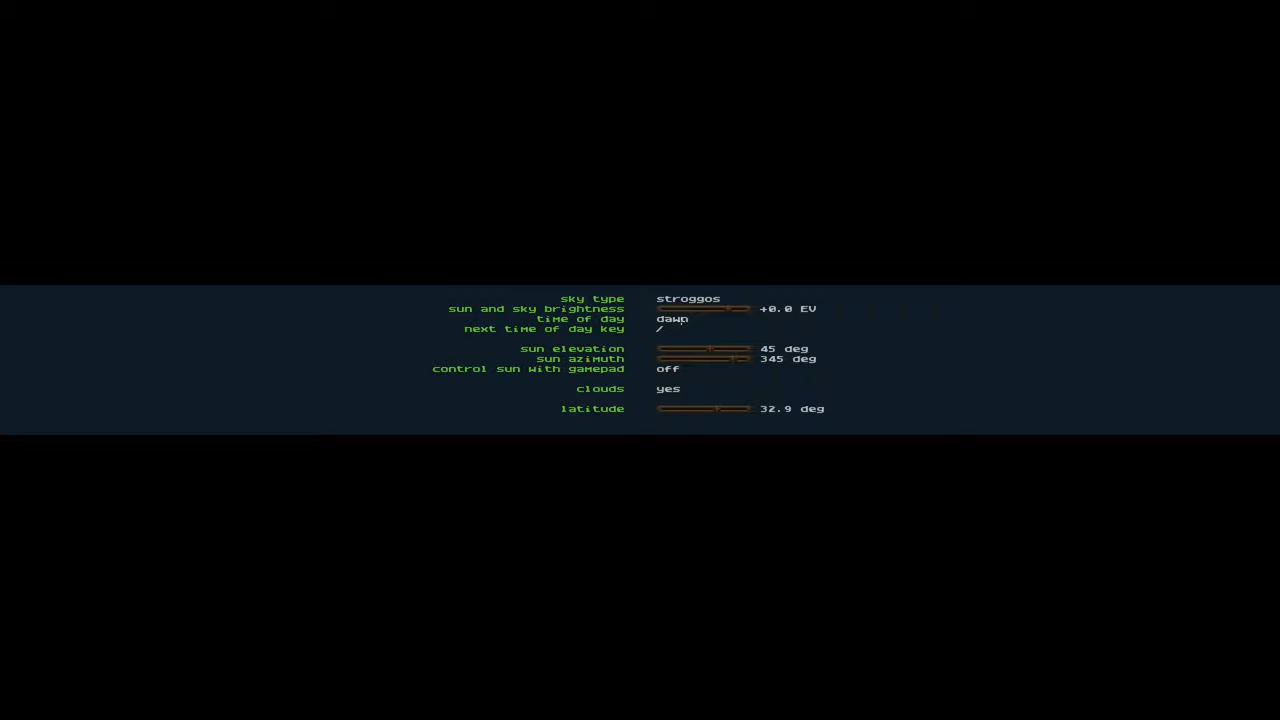 sky type stroggos
sun and sky brightness +0.0 EV
time of day dawn
next time of day key /
sun elevation 45 deg
sun azimuth 345 deg
control sun with gamepad off
clouds yes
latitude 32.9 deg